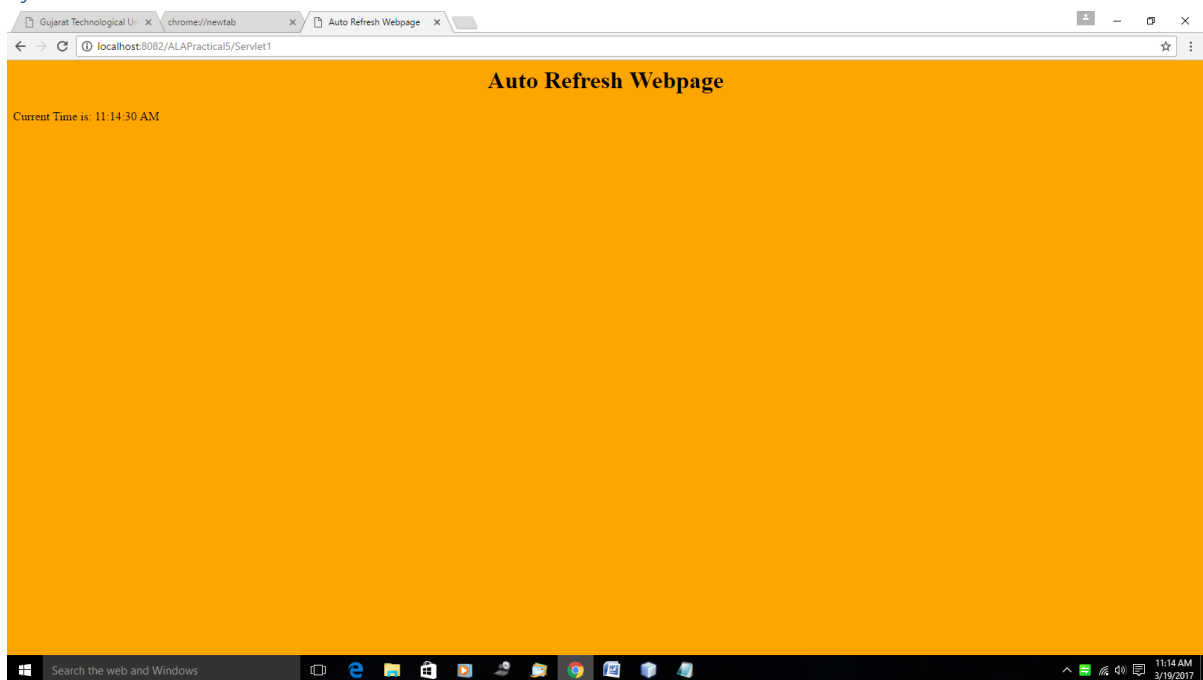 Gujarat Technological Un
chrome://newtab
Auto Refresh Webpage
localhost:8082/ALAPractical5/Servlet1
Auto Refresh Webpage
Current Time is: 11:14:30 AM
Search the web and Windows
11:14 AM
3/19/2017